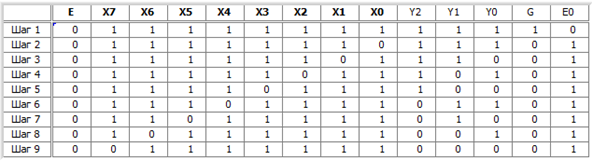 E X7 X6 X5 X4 X3 X2 X1 X0 Y2 Y1 Y0 G E0
Шаг 1 0 1 1 1 1 1 1 1 1 1 1 1 1 0
Шаг 2 0 1 1 1 1 1 1 1 0 1 1 1 0 1
Шаг 3 0 1 1 1 1 1 1 0 1 1 1 0 0 1
Шаг 4 0 1 1 1 1 1 0 1 1 1 0 1 0 1
Шаг 5 0 1 1 1 1 0 1 1 1 1 0 0 0 1
Шаг 6 0 1 1 1 0 1 1 1 1 0 1 1 0 1
Шаг 7 0 1 1 0 1 1 1 1 1 0 1 0 0 1
Шаг 8 0 1 0 1 1 1 1 1 1 0 0 1 0 1
Шаг 9 0 0 1 1 1 1 1 1 1 0 0 0 0 1